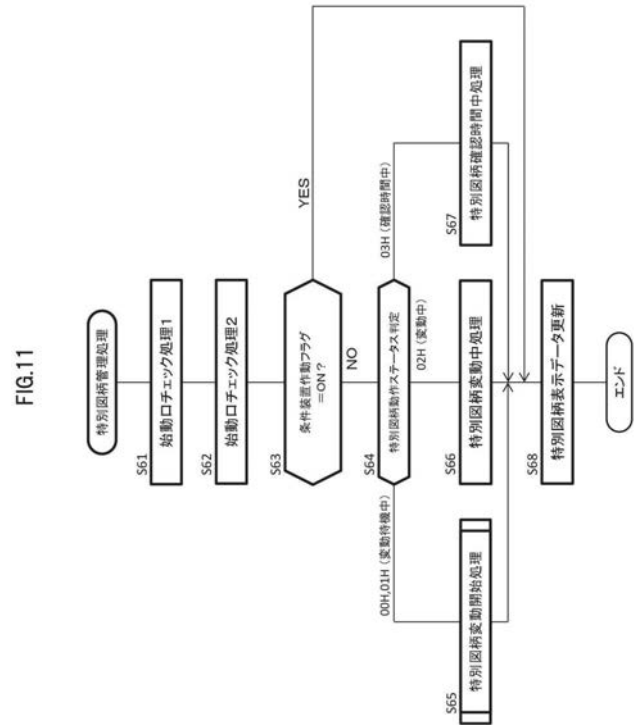 FIG.11
特別図柄管理処理
S61
始動口チェック処理1
S62
始動口チェック処理2
S63
条件装置作動フラグ
=ON?
YES
NO
S64
特別図柄動作ステータス判定
00H,01H(変動待機中)
02H(変動中)
03H(確認時間中)
S65
特別図柄変動開始処理
S66
特別図柄変動中処理
S67
特別図柄確認時間中処理
S68
特別図柄表示データ更新
エンド